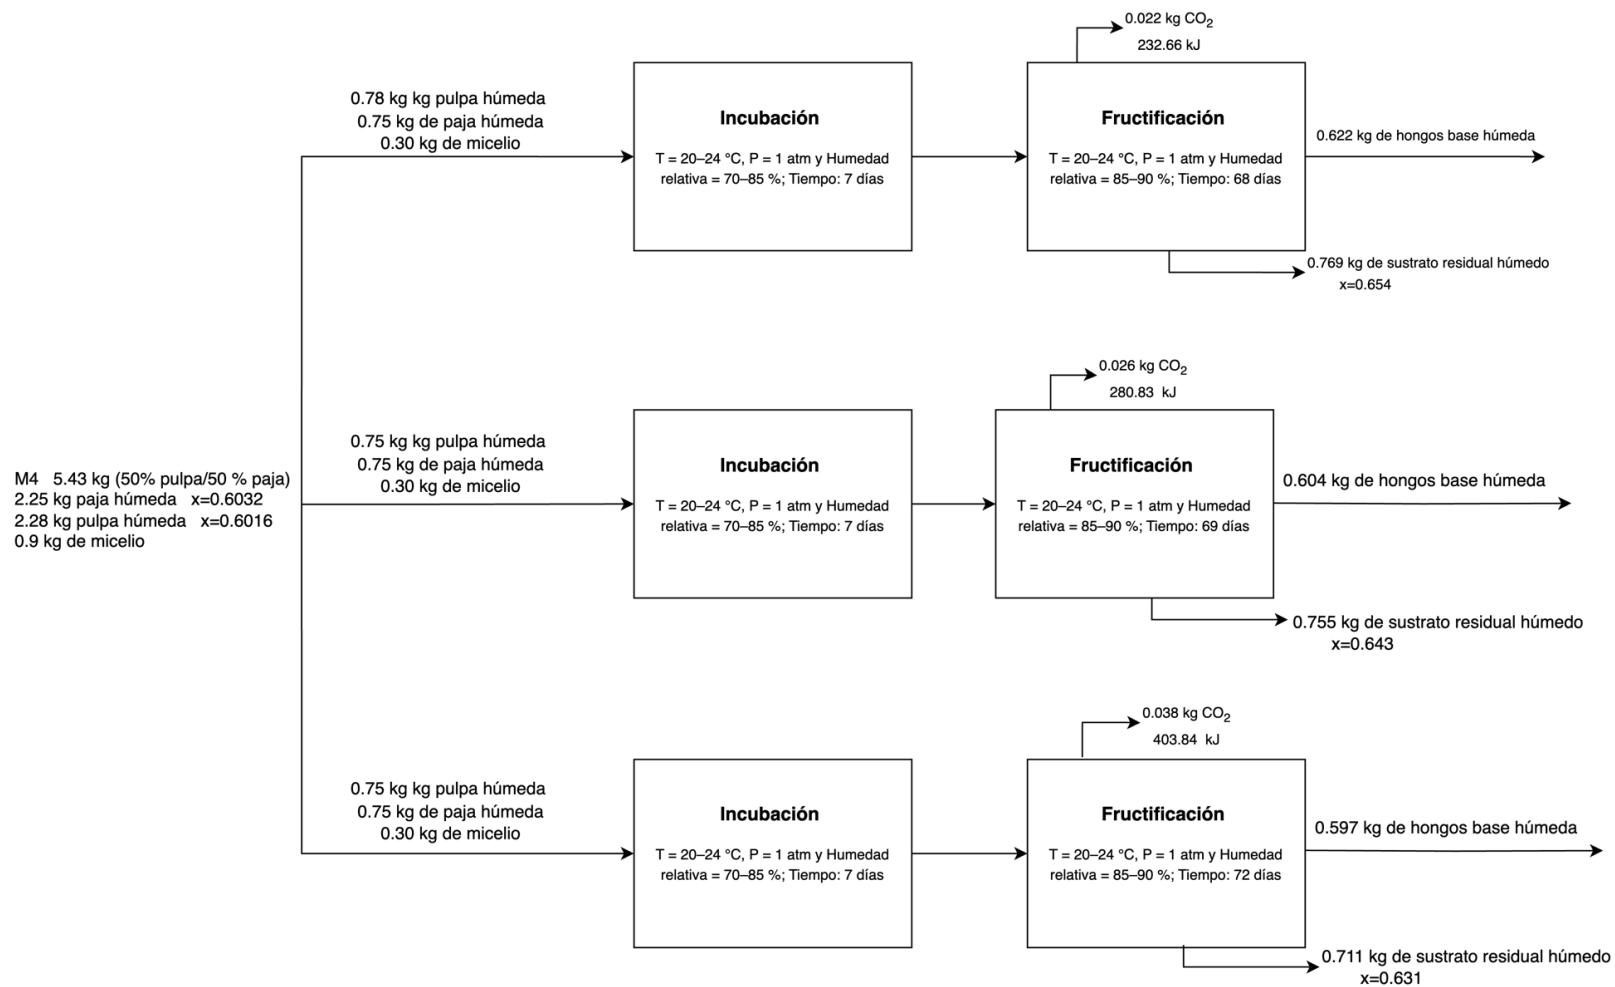 0.022 kg CO2
232.66 kJ
0.78 kg kg pulpa húmeda
0.75 kg de paja húmeda
0.30 kg de micelio
Incubación
T = 20–24 °C, P = 1 atm y Humedad
relativa = 70–85 %; Tiempo: 7 días
Fructificación
T = 20–24 °C, P = 1 atm y Humedad
relativa = 85–90 %; Tiempo: 68 días
0.622 kg de hongos base húmeda
0.769 kg de sustrato residual húmedo
x=0.654
0.026 kg CO2
280.83 kJ
M4 5.43 kg (50% pulpa/50 % paja)
2.25 kg paja húmeda x=0.6032
2.28 kg pulpa húmeda x=0.6016
0.9 kg de micelio
0.75 kg kg pulpa húmeda
0.75 kg de paja húmeda
0.30 kg de micelio
Incubación
T = 20–24 °C, P = 1 atm y Humedad
relativa = 70–85 %; Tiempo: 7 días
Fructificación
T = 20–24 °C, P = 1 atm y Humedad
relativa = 85–90 %; Tiempo: 69 días
0.604 kg de hongos base húmeda
0.755 kg de sustrato residual húmedo
x=0.643
0.038 kg CO2
403.84 kJ
0.75 kg kg pulpa húmeda
0.75 kg de paja húmeda
0.30 kg de micelio
Incubación
T = 20–24 °C, P = 1 atm y Humedad
relativa = 70–85 %; Tiempo: 7 días
Fructificación
T = 20–24 °C, P = 1 atm y Humedad
relativa = 85–90 %; Tiempo: 72 días
0.597 kg de hongos base húmeda
0.711 kg de sustrato residual húmedo
x=0.631